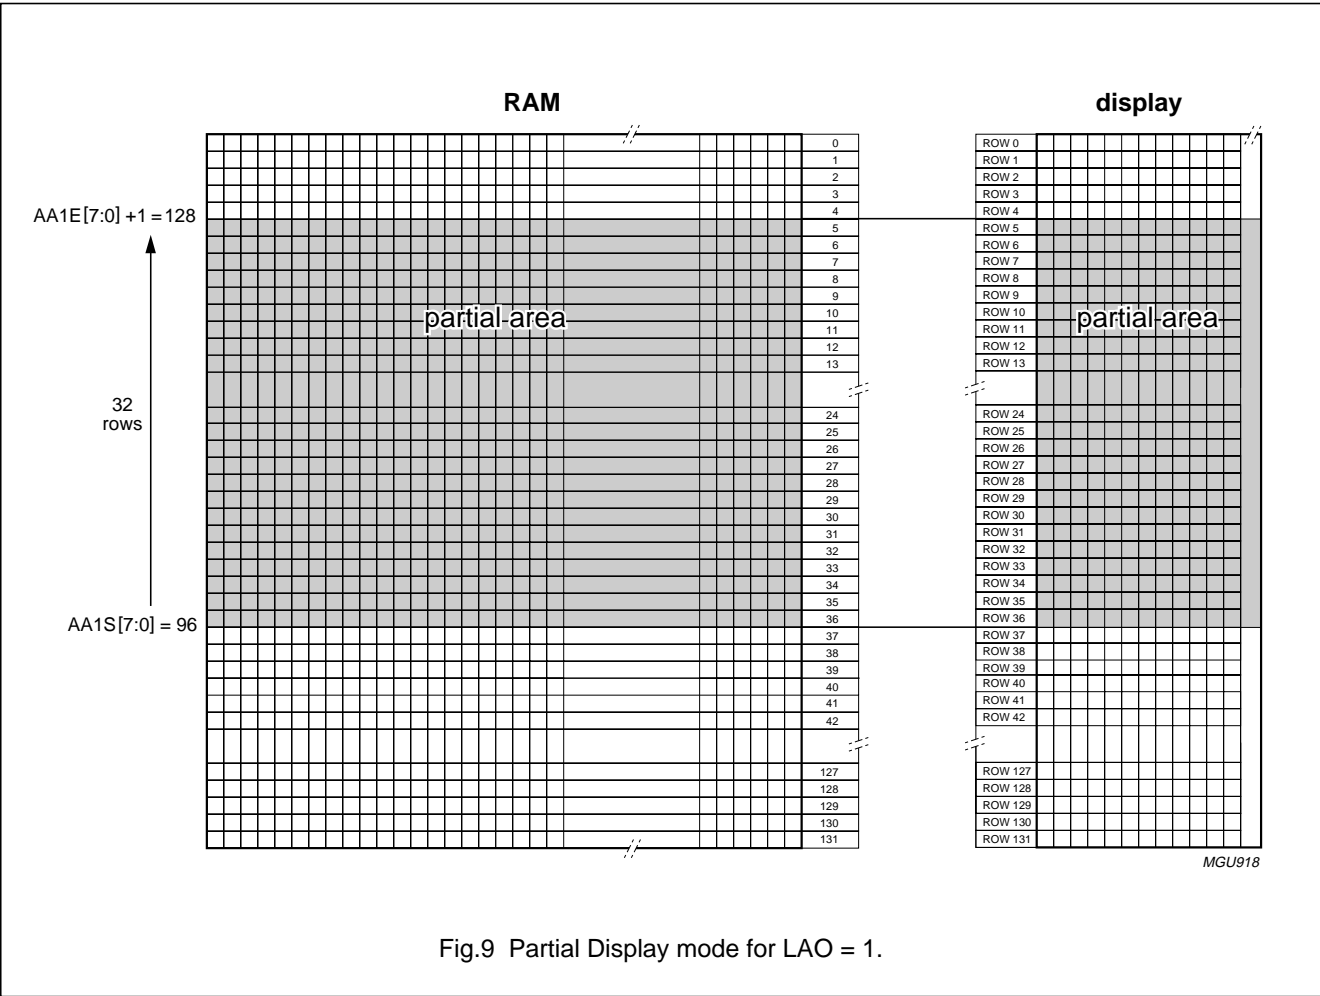 RAM
display
0 ROW 0
1 ROW 1
2 ROW 2
3 ROW 3
4 ROW 4
AA1E[7:0] +1 = 128
5 ROW 5
6 ROW 6
7 ROW 7
8 ROW 8
9 ROW 9
10 ROW 10
partial area
partial area
11 ROW 11
12 ROW 12
13 ROW 13
32
rows
24 ROW 24
25 ROW 25
26 ROW 26
27 ROW 27
28 ROW 28
29 ROW 29
30 ROW 30
31 ROW 31
32 ROW 32
33 ROW 33
34 ROW 34
35 ROW 35
36 ROW 36
AA1S[7:0] = 96
37 ROW 37
38 ROW 38
39 ROW 39
40 ROW 40
41 ROW 41
42 ROW 42
127 ROW 127
128 ROW 128
129 ROW 129
130 ROW 130
131 ROW 131
MGU918
Fig.9 Partial Display mode for LAO = 1.